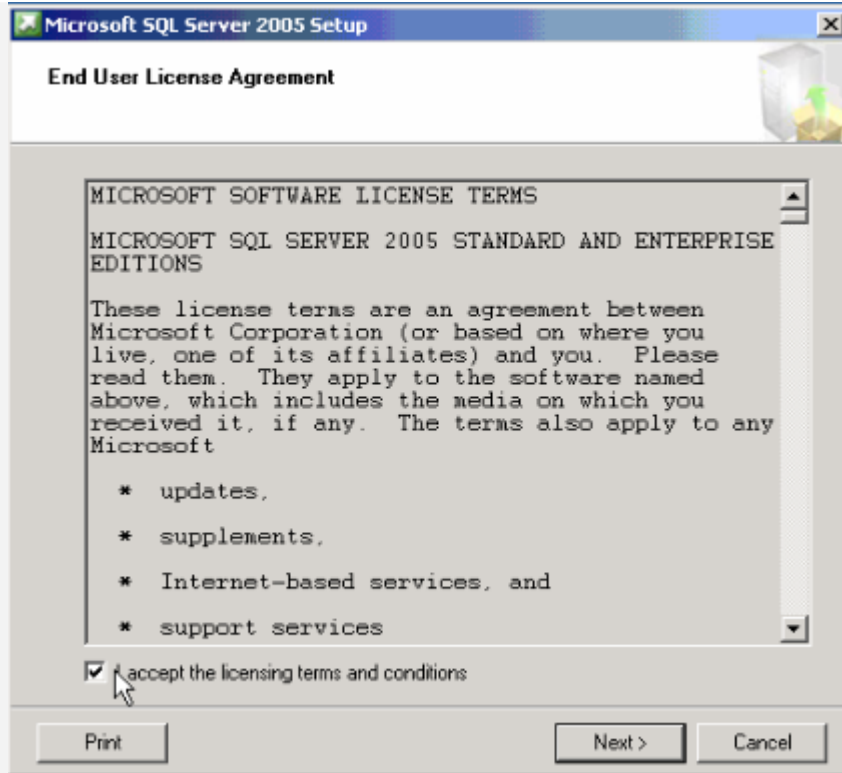 Microsoft SQL Server 2005 Setup
End User License Agreement
MICROSOFT SOFTWARE LICENSE TERMS
MICROSOFT SQL SERVER 2005 STANDARD AND ENTERPRISE
EDITIONS
These license terms are an agreement between
Microsoft Corporation (or based on where you
live, one of its affiliates) and you.  Please
read them.  They apply to the software named
above, which includes the media on which you
received it, if any.  The terms also apply to any
Microsoft
* updates,
* supplements,
* Internet-based services, and
* support services
I accept the licensing terms and conditions
Print Next > Cancel